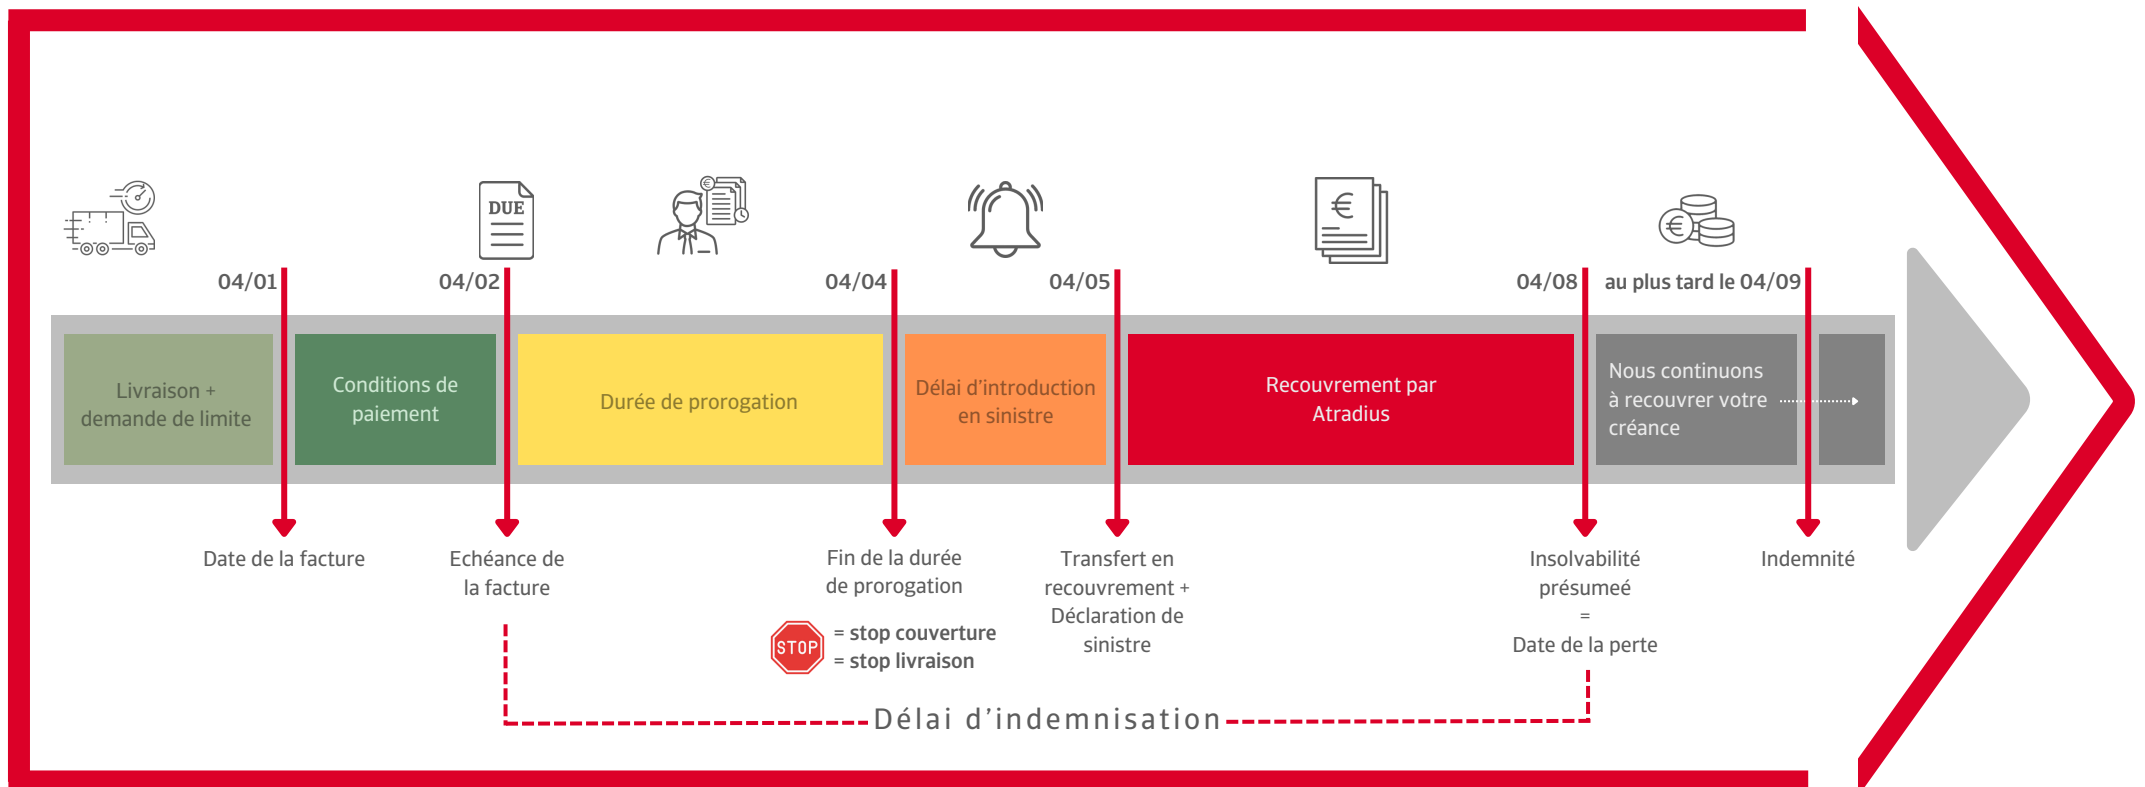 DUE
04/01
04/02
04/04
04/05
04/08
au plus tard le 04/09
Livraison +
demande de limite
Conditions de
paiement
Durée de prorogation
Délai d'introduction
en sinistre
Recouvrement par
Atradius
Nous continuons
à recouvrer votre
créance
Date de la facture
Echéance de
la facture
Fin de la durée
de prorogation
STOP
= stop couverture
= stop livraison
Transfert en
recouvrement +
Déclaration de
sinistre
Insolvabilité
présumeé
=
Date de la perte
Indemnité
Délai d'indemnisation